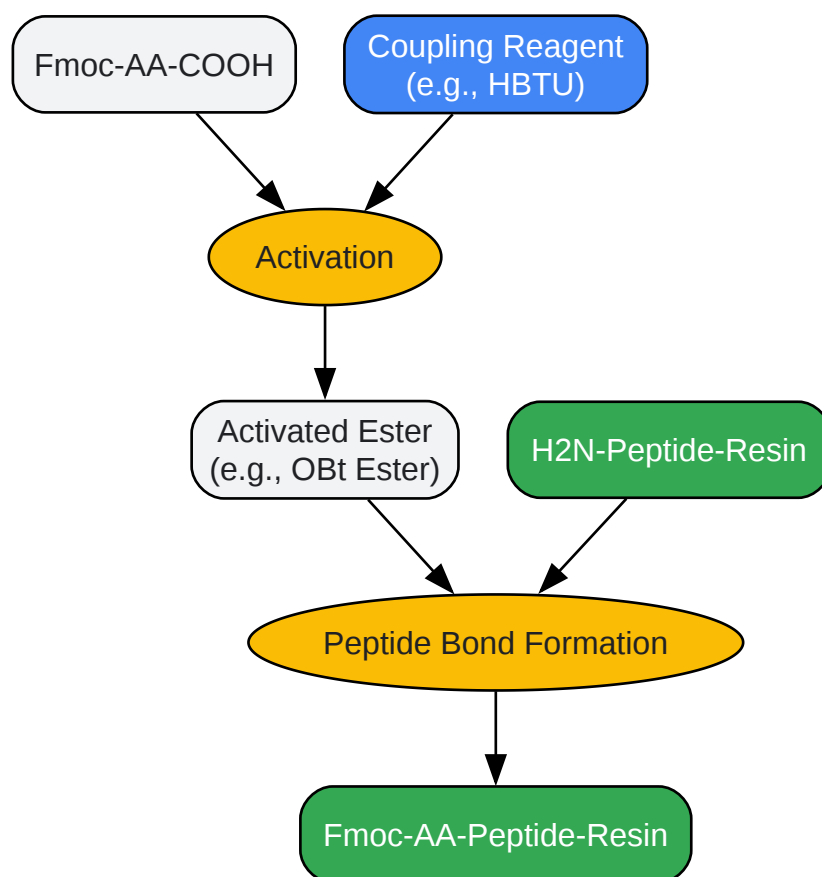 Fmoc-AA-COOH
Coupling Reagent
(e.g., HBTU)
Activation
Activated Ester
(e.g., OBt Ester)
H2N-Peptide-Resin
Peptide Bond Formation
Fmoc-AA-Peptide-Resin